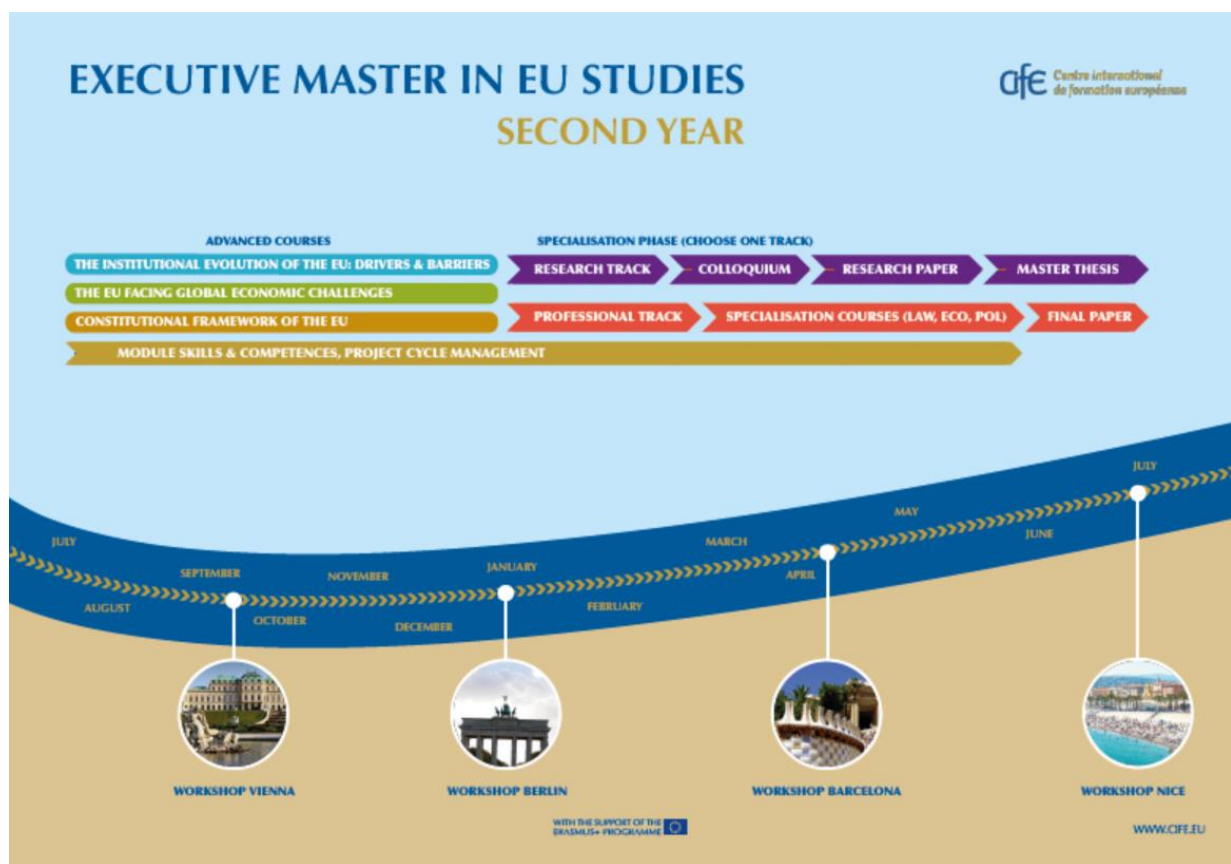 EXECUTIVE MASTER IN EU STUDIES
SECOND YEAR
cife Centre international
de formation européenne
ADVANCED COURSES
THE INSTITUTIONAL EVOLUTION OF THE EU: DRIVERS & BARRIERS
THE EU FACING GLOBAL ECONOMIC CHALLENGES
CONSTITUTIONAL FRAMEWORK OF THE EU
MODULE SKILLS & COMPETENCES, PROJECT CYCLE MANAGEMENT
SPECIALISATION PHASE (CHOOSE ONE TRACK)
RESEARCH TRACK
COLLOQUIUM
RESEARCH PAPER
MASTER THESIS
PROFESSIONAL TRACK
SPECIALISATION COURSES (LAW, ECO, POL)
FINAL PAPER
JULY
AUGUST
SEPTEMBER
OCTOBER
NOVEMBER
DECEMBER
JANUARY
FEBRUARY
MARCH
APRIL
MAY
JUNE
JULY
WORKSHOP VIENNA
WORKSHOP BERLIN
WORKSHOP BARCELONA
WORKSHOP NICE
WITH THE SUPPORT OF THE
ERASMUS+ PROGRAMME
WWW.CIFE.EU